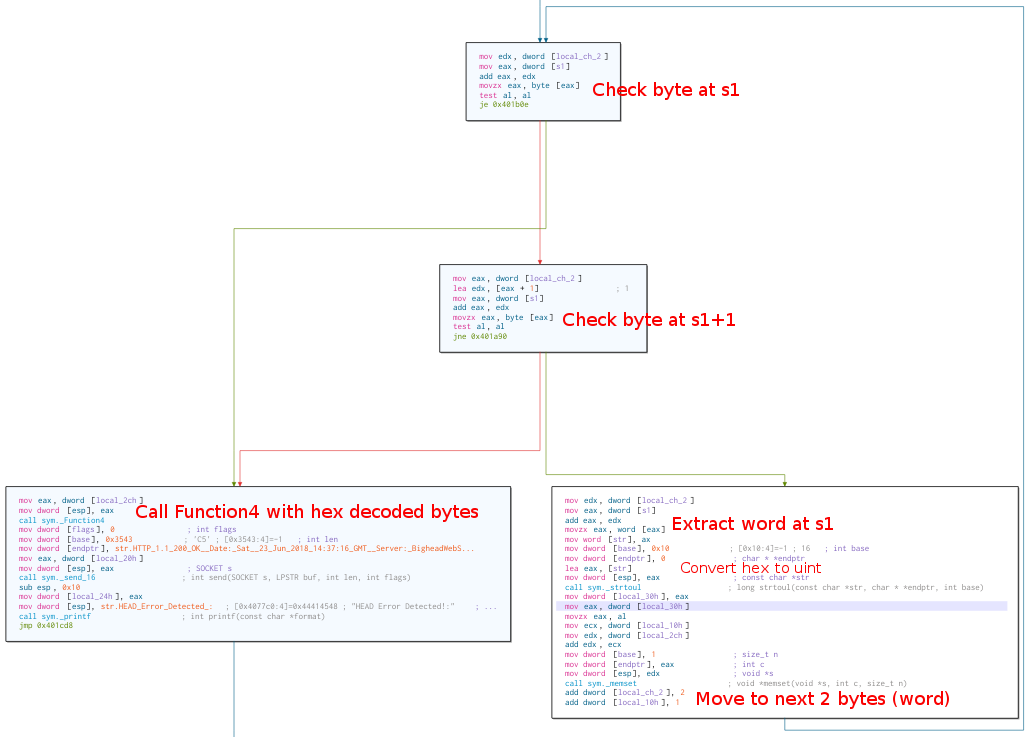 mov edx, dword [local_ch_2]
mov eax, dword [s1]
add eax, edx
movzx eax, byte [eax]
test al, al
je 0x401b0e
Check byte at s1
mov eax, dword [local_ch_2]
lea edx, [eax + 1] ; 1
mov eax, dword [s1]
add eax, edx
movzx eax, byte [eax]
test al, al
jne 0x401a90
Check byte at s1+1
mov eax, dword [local_2ch]
mov dword [esp], eax
call sym._Function4
mov dword [flags], 0 ; int flags
mov dword [base], 0x3543 ; 'C5' ; [0x3543:4]=-1 ; int len
mov dword [endptr], str.HTTP_1.1_200_OK__Date:_Sat__23_Jun_2018_14:37:16_GMT__Server:_BigheadWebS...
mov eax, dword [local_20h]
mov dword [esp], eax ; SOCKET s
call sym._send_16 ; int send(SOCKET s, LPSTR buf, int len, int flags)
sub esp, 0x10
mov dword [local_24h], eax
mov dword [esp], str.HEAD_Error_Detected_: ; [0x4077c0:4]=0x44414548 ; "HEAD Error Detected!:" ; ...
call sym._printf ; int printf(const char *format)
jmp 0x401cd8
Call Function4 with hex decoded bytes
mov edx, dword [local_ch_2]
mov eax, dword [s1]
add eax, edx
movzx eax, word [eax]
mov word [str], ax
mov dword [base], 0x10 ; [0x10:4]=-1 ; 16 ; int base
mov dword [endptr], 0 ; char * *endptr
lea eax, [str]
mov dword [esp], eax ; const char *str
call sym._strtoul ; long strtoul(const char *str, char * *endptr, int base)
mov dword [local_30h], eax
mov eax, dword [local_30h]
movzx eax, al
mov ecx, dword [local_10h]
mov edx, dword [local_2ch]
add edx, ecx
mov dword [base], 1 ; size_t n
mov dword [endptr], eax ; int c
mov dword [esp], edx ; void *s
call sym._memset ; void *memset(void *s, int c, size_t n)
add dword [local_ch_2], 2
add dword [local_10h], 1
Extract word at s1
Convert hex to uint
Move to next 2 bytes (word)